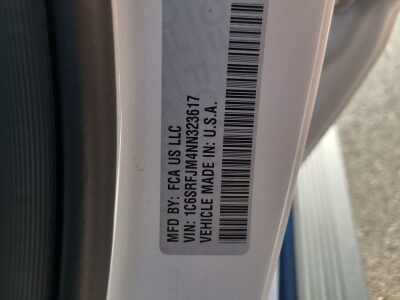 MFD BY: FCA US LLC
VIN: 1C6SRFJM4NN323617
VEHICLE MADE IN: U.S.A.